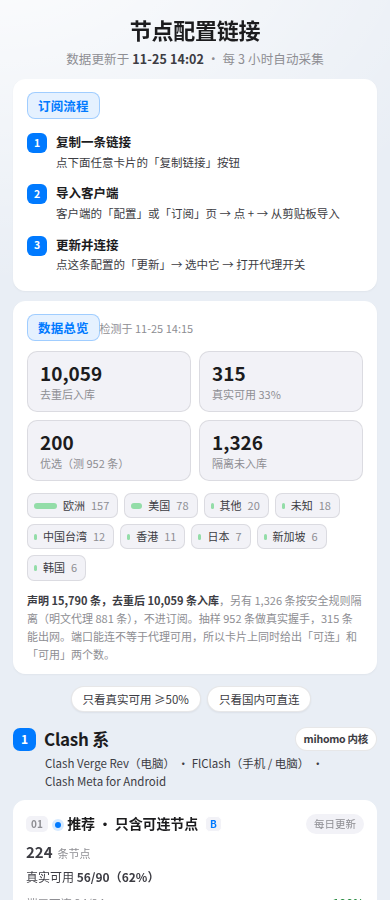 节点配置链接
数据更新于 11-25 14:02 · 每 3 小时自动采集
订阅流程
1 复制一条链接
点下面任意卡片的「复制链接」按钮
2 导入客户端
客户端的「配置」或「订阅」页 → 点 + → 从剪贴板导入
3 更新并连接
点这条配置的「更新」→ 选中它 → 打开代理开关
数据总览 检测于 11-25 14:15
10,059 315
去重后入库 真实可用 33%
200 1,326
优选（测 952 条） 隔离未入库
欧洲 157 美国 78 其他 20 未知 18
中国台湾 12 香港 11 日本 7 新加坡 6
韩国 6
声明 15,790 条，去重后 10,059 条入库，另有 1,326 条按安全规则隔
离（明文代理 881 条），不进订阅。抽样 952 条做真实握手，315 条
能出网。端口能连不等于代理可用，所以卡片上同时给出「可连」和
「可用」两个数。
只看真实可用 ≥50% 只看国内可直连
1 Clash 系 mihomo 内核
Clash Verge Rev（电脑） · FlClash（手机 / 电脑） ·
Clash Meta for Android
01 推荐 · 只含可连节点 B 每日更新
224 条节点
真实可用 56/90（62%）